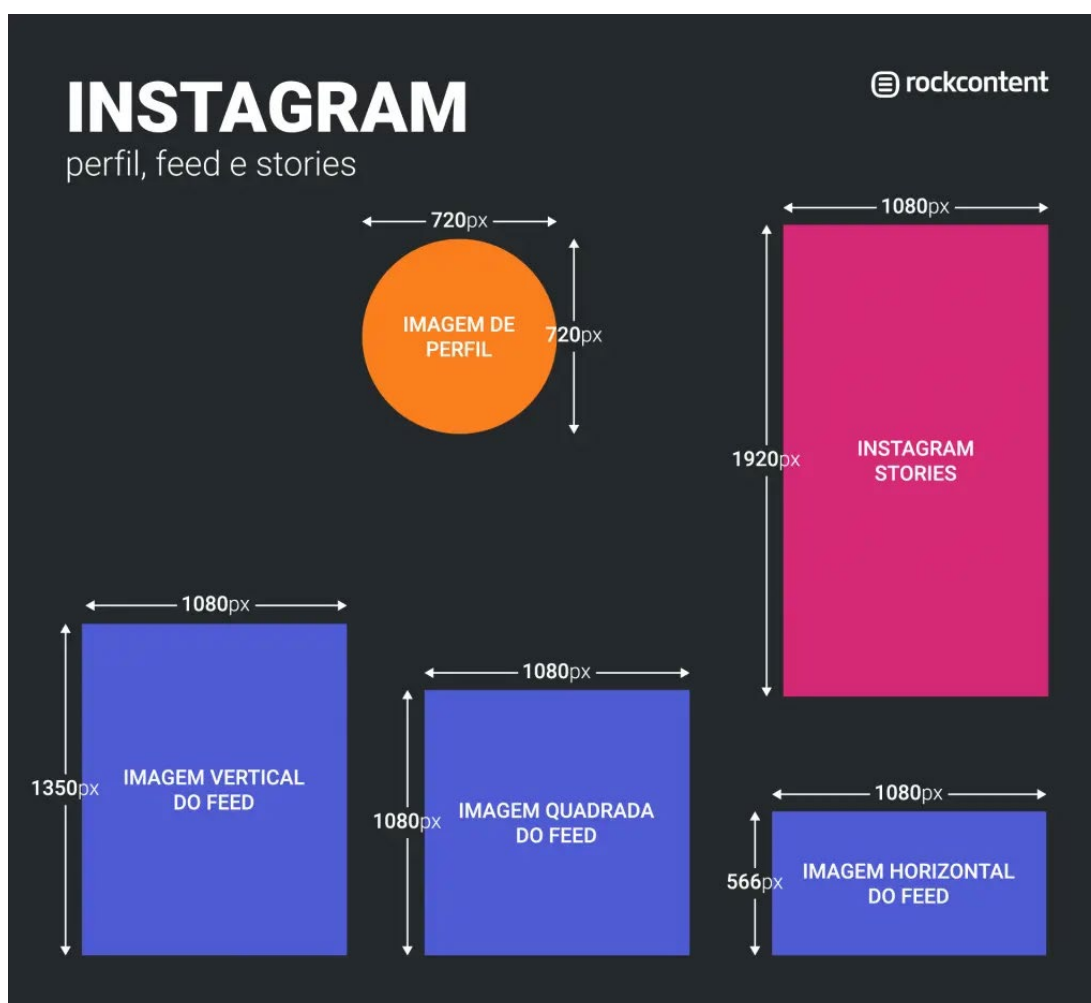 INSTAGRAM
perfil, feed e stories
rockcontent
720px
IMAGEM DE
PERFIL
720px
1080px
1920px
INSTAGRAM
STORIES
1080px
1350px
IMAGEM VERTICAL
DO FEED
1080px
1080px
IMAGEM QUADRADA
DO FEED
1080px
566px
IMAGEM HORIZONTAL
DO FEED